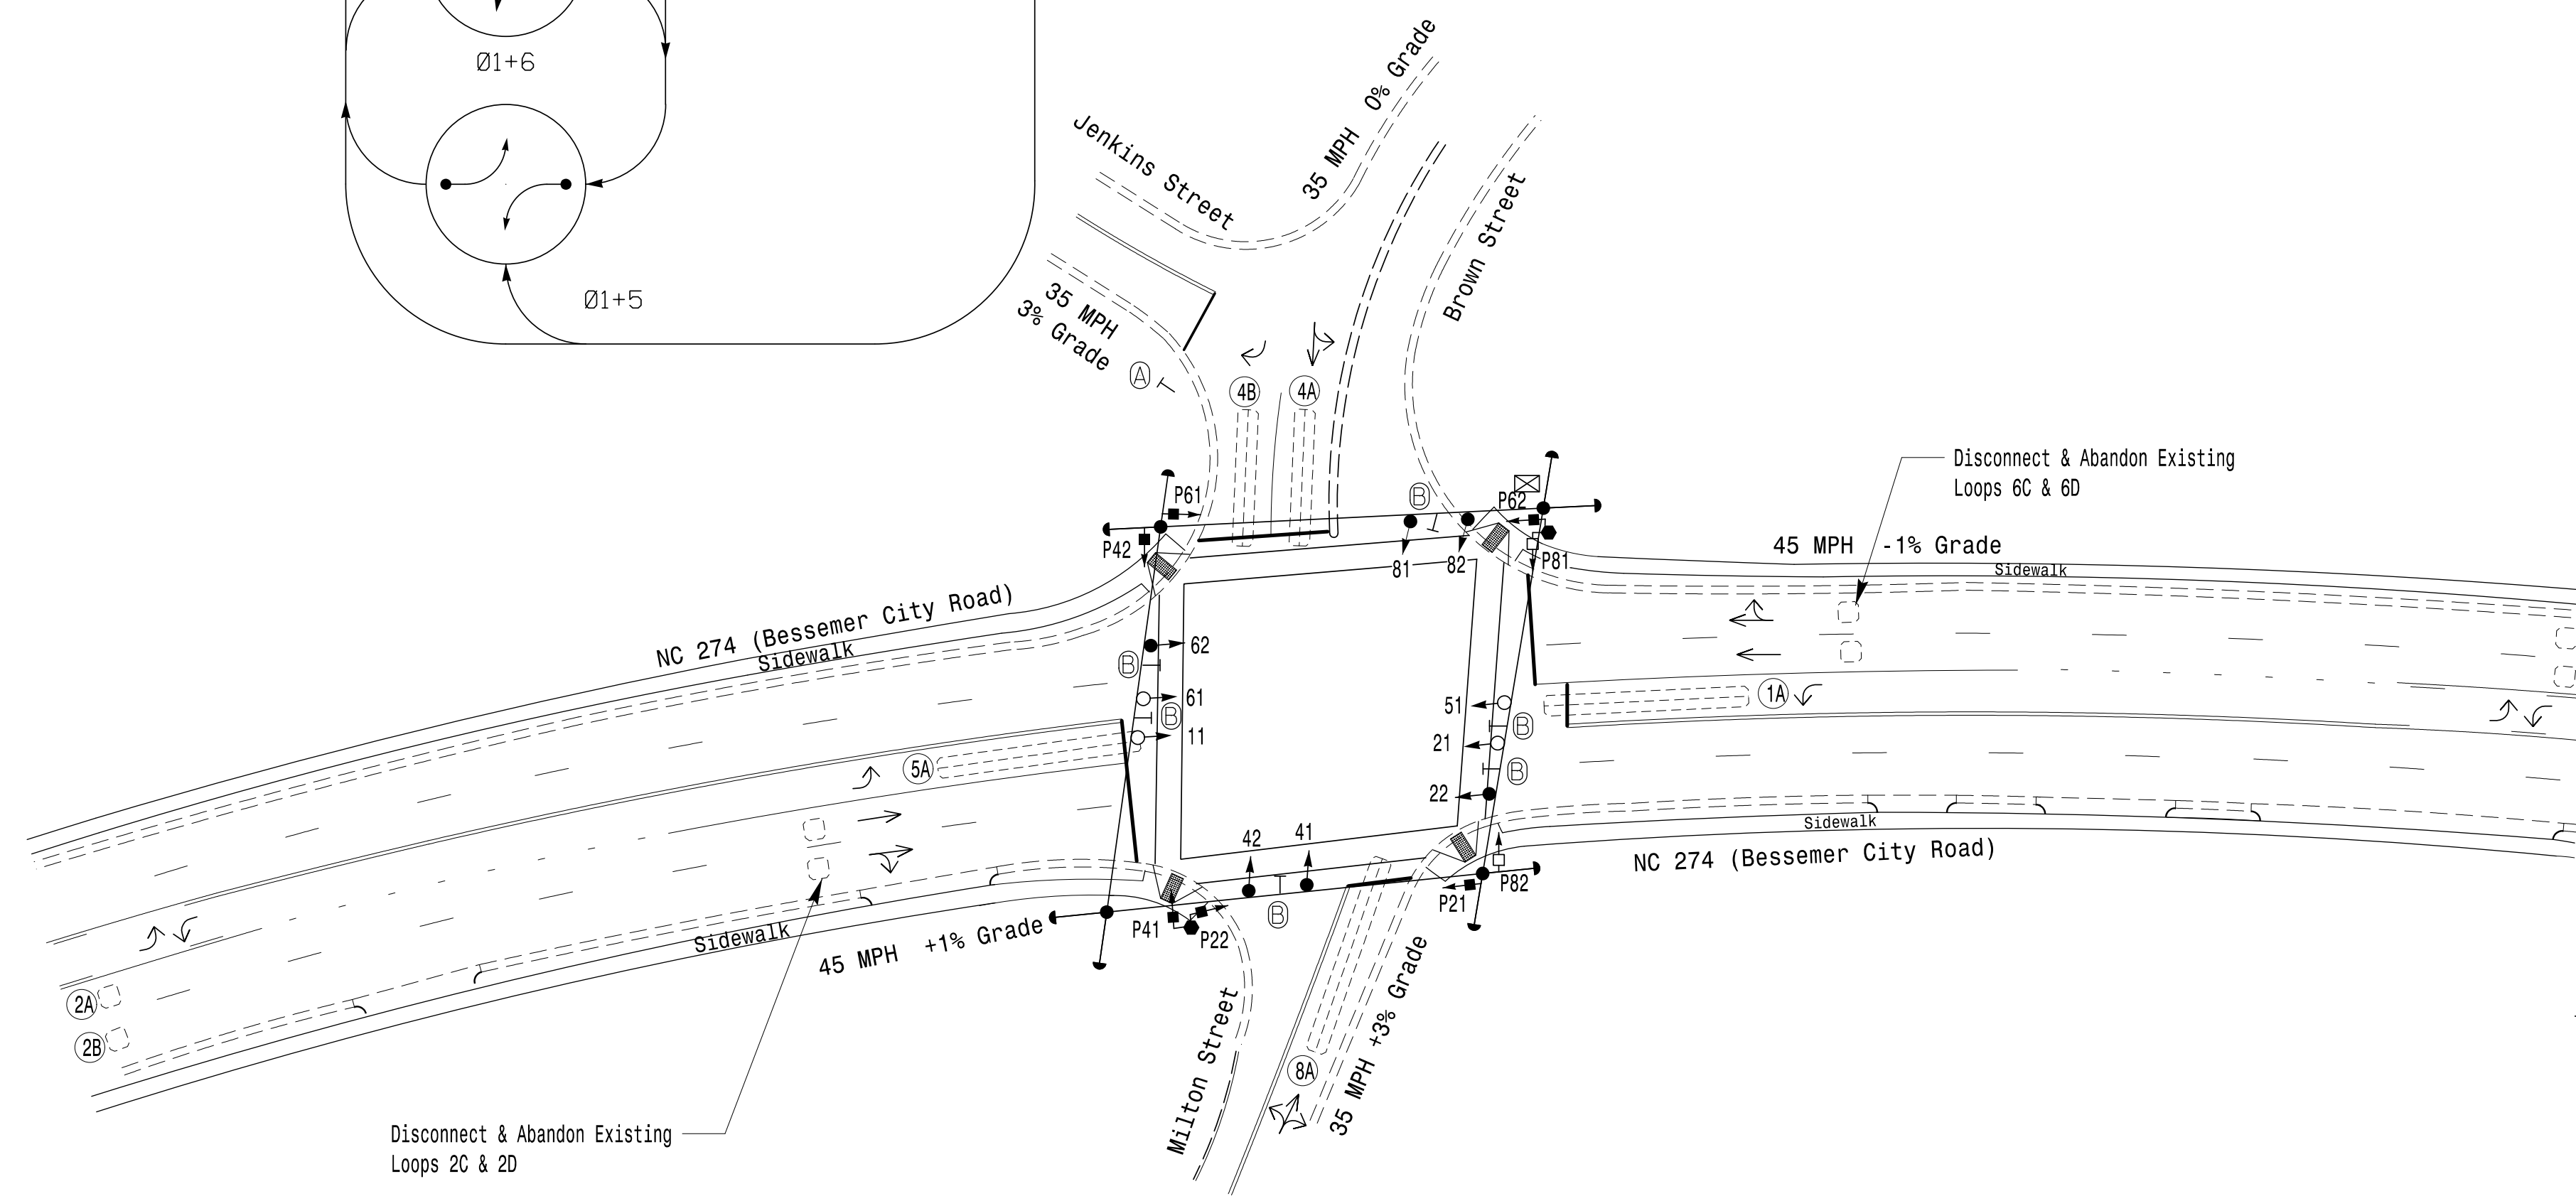 Ø1+6
Ø1+5
Jenkins Street
35 MPH 0% Grade
Brown Street
35 MPH
3% Grade
A
4B
4A
P61
P42
B
P62
P81
81
82
Disconnect & Abandon Existing
Loops 6C & 6D
45 MPH -1% Grade
Sidewalk
NC 274 (Bessemer City Road)
Sidewalk
62
B
61
B
11
51
B
21
B
22
1A
5A
42
41
B
P41
P22
P21
P82
Sidewalk
NC 274 (Bessemer City Road)
Sidewalk
45 MPH +1% Grade
2A
2B
Milton Street
8A
35 MPH +3% Grade
Disconnect & Abandon Existing
Loops 2C & 2D